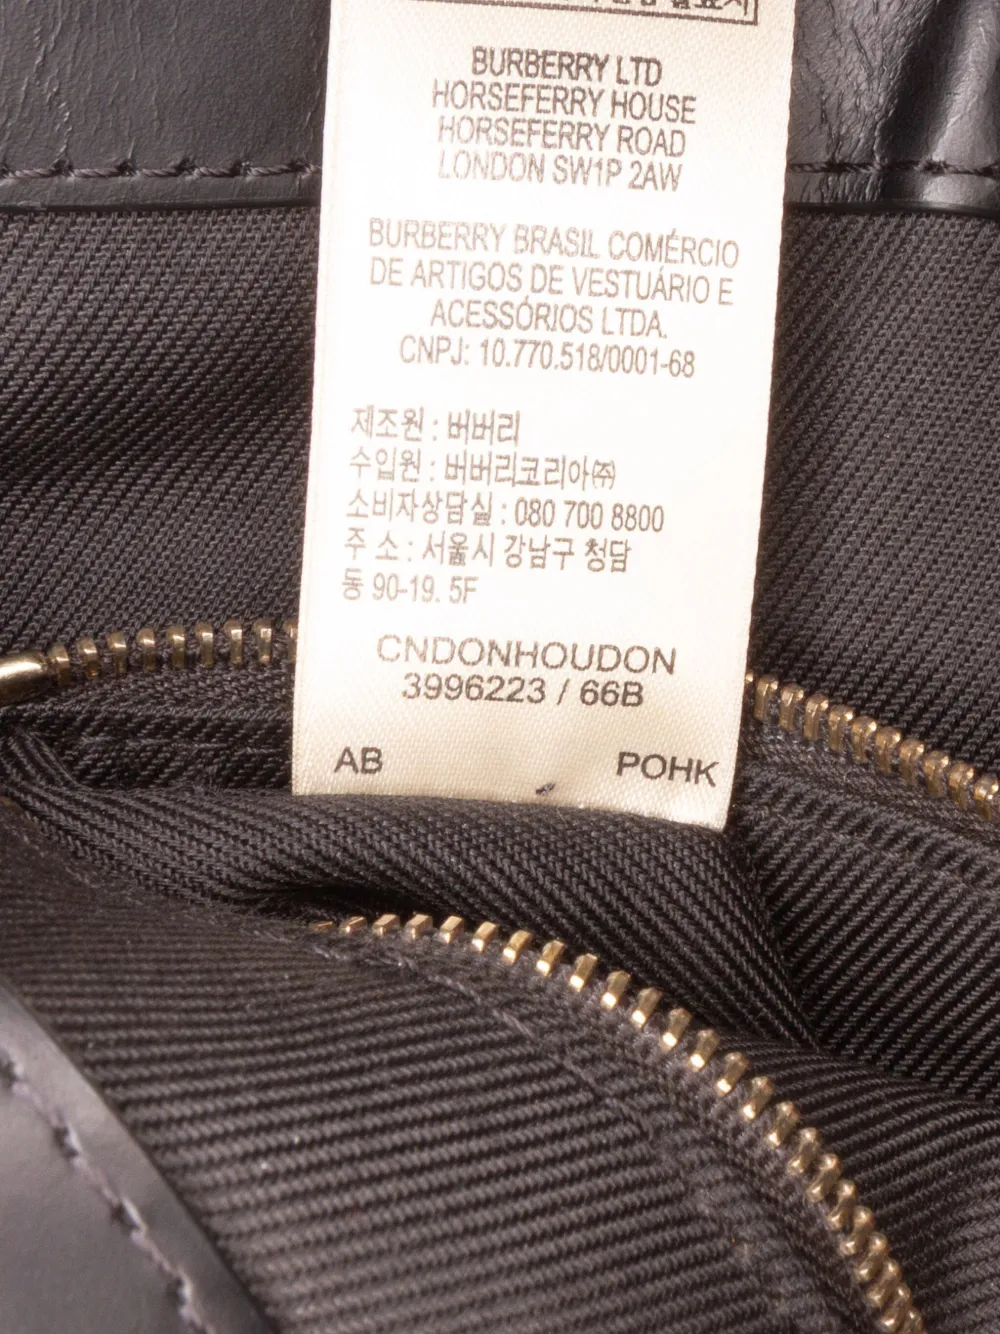 BURBERRY LTD
HORSEFERRY HOUSE
HORSEFERRY ROAD
LONDON SW1P 2AW
BURBERRY BRASIL COMÉRCIO
DE ARTIGOS DE VESTUÁRIO E
ACESSÓRIOS LTDA.
CNPJ: 10.770.518/0001-68
제조원 : 버버리
수입원 : 버버리코리아㈜
소비자상담실 : 080 700 8800
주 소 : 서울시 강남구 청담
동 90-19. 5F
CNDONHOUDON
3996223 / 66B
AB
POHK